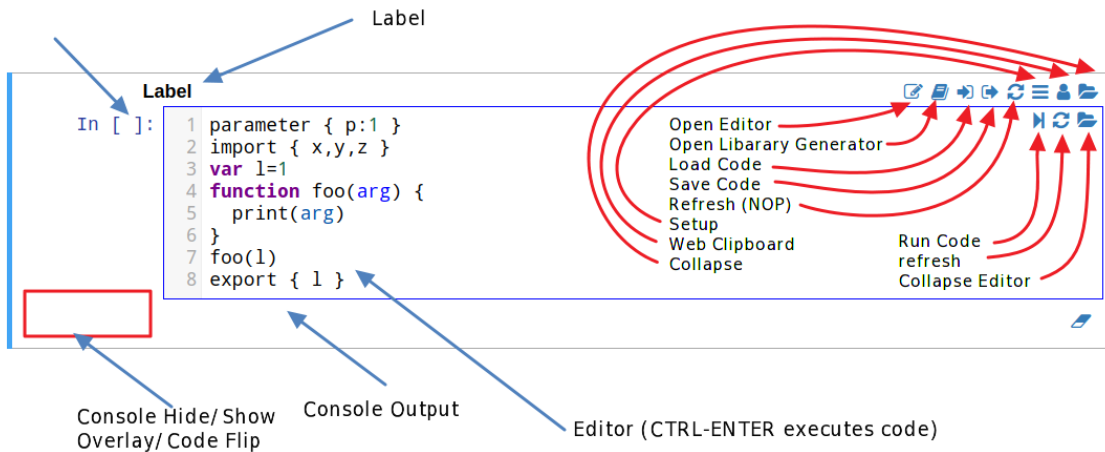 Label
Label
In [ ]:
1 parameter { p:1 }
2 import { x,y,z }
3 var l=1
4 function foo(arg) {
5   print(arg)
6 }
7 foo(l)
8 export { l }
Open Editor
Open Libarary Generator
Load Code
Save Code
Refresh (NOP)
Setup
Web Clipboard
Collapse
Run Code
refresh
Collapse Editor
Console Hide/ Show
Overlay/ Code Flip
Console Output
Editor (CTRL-ENTER executes code)